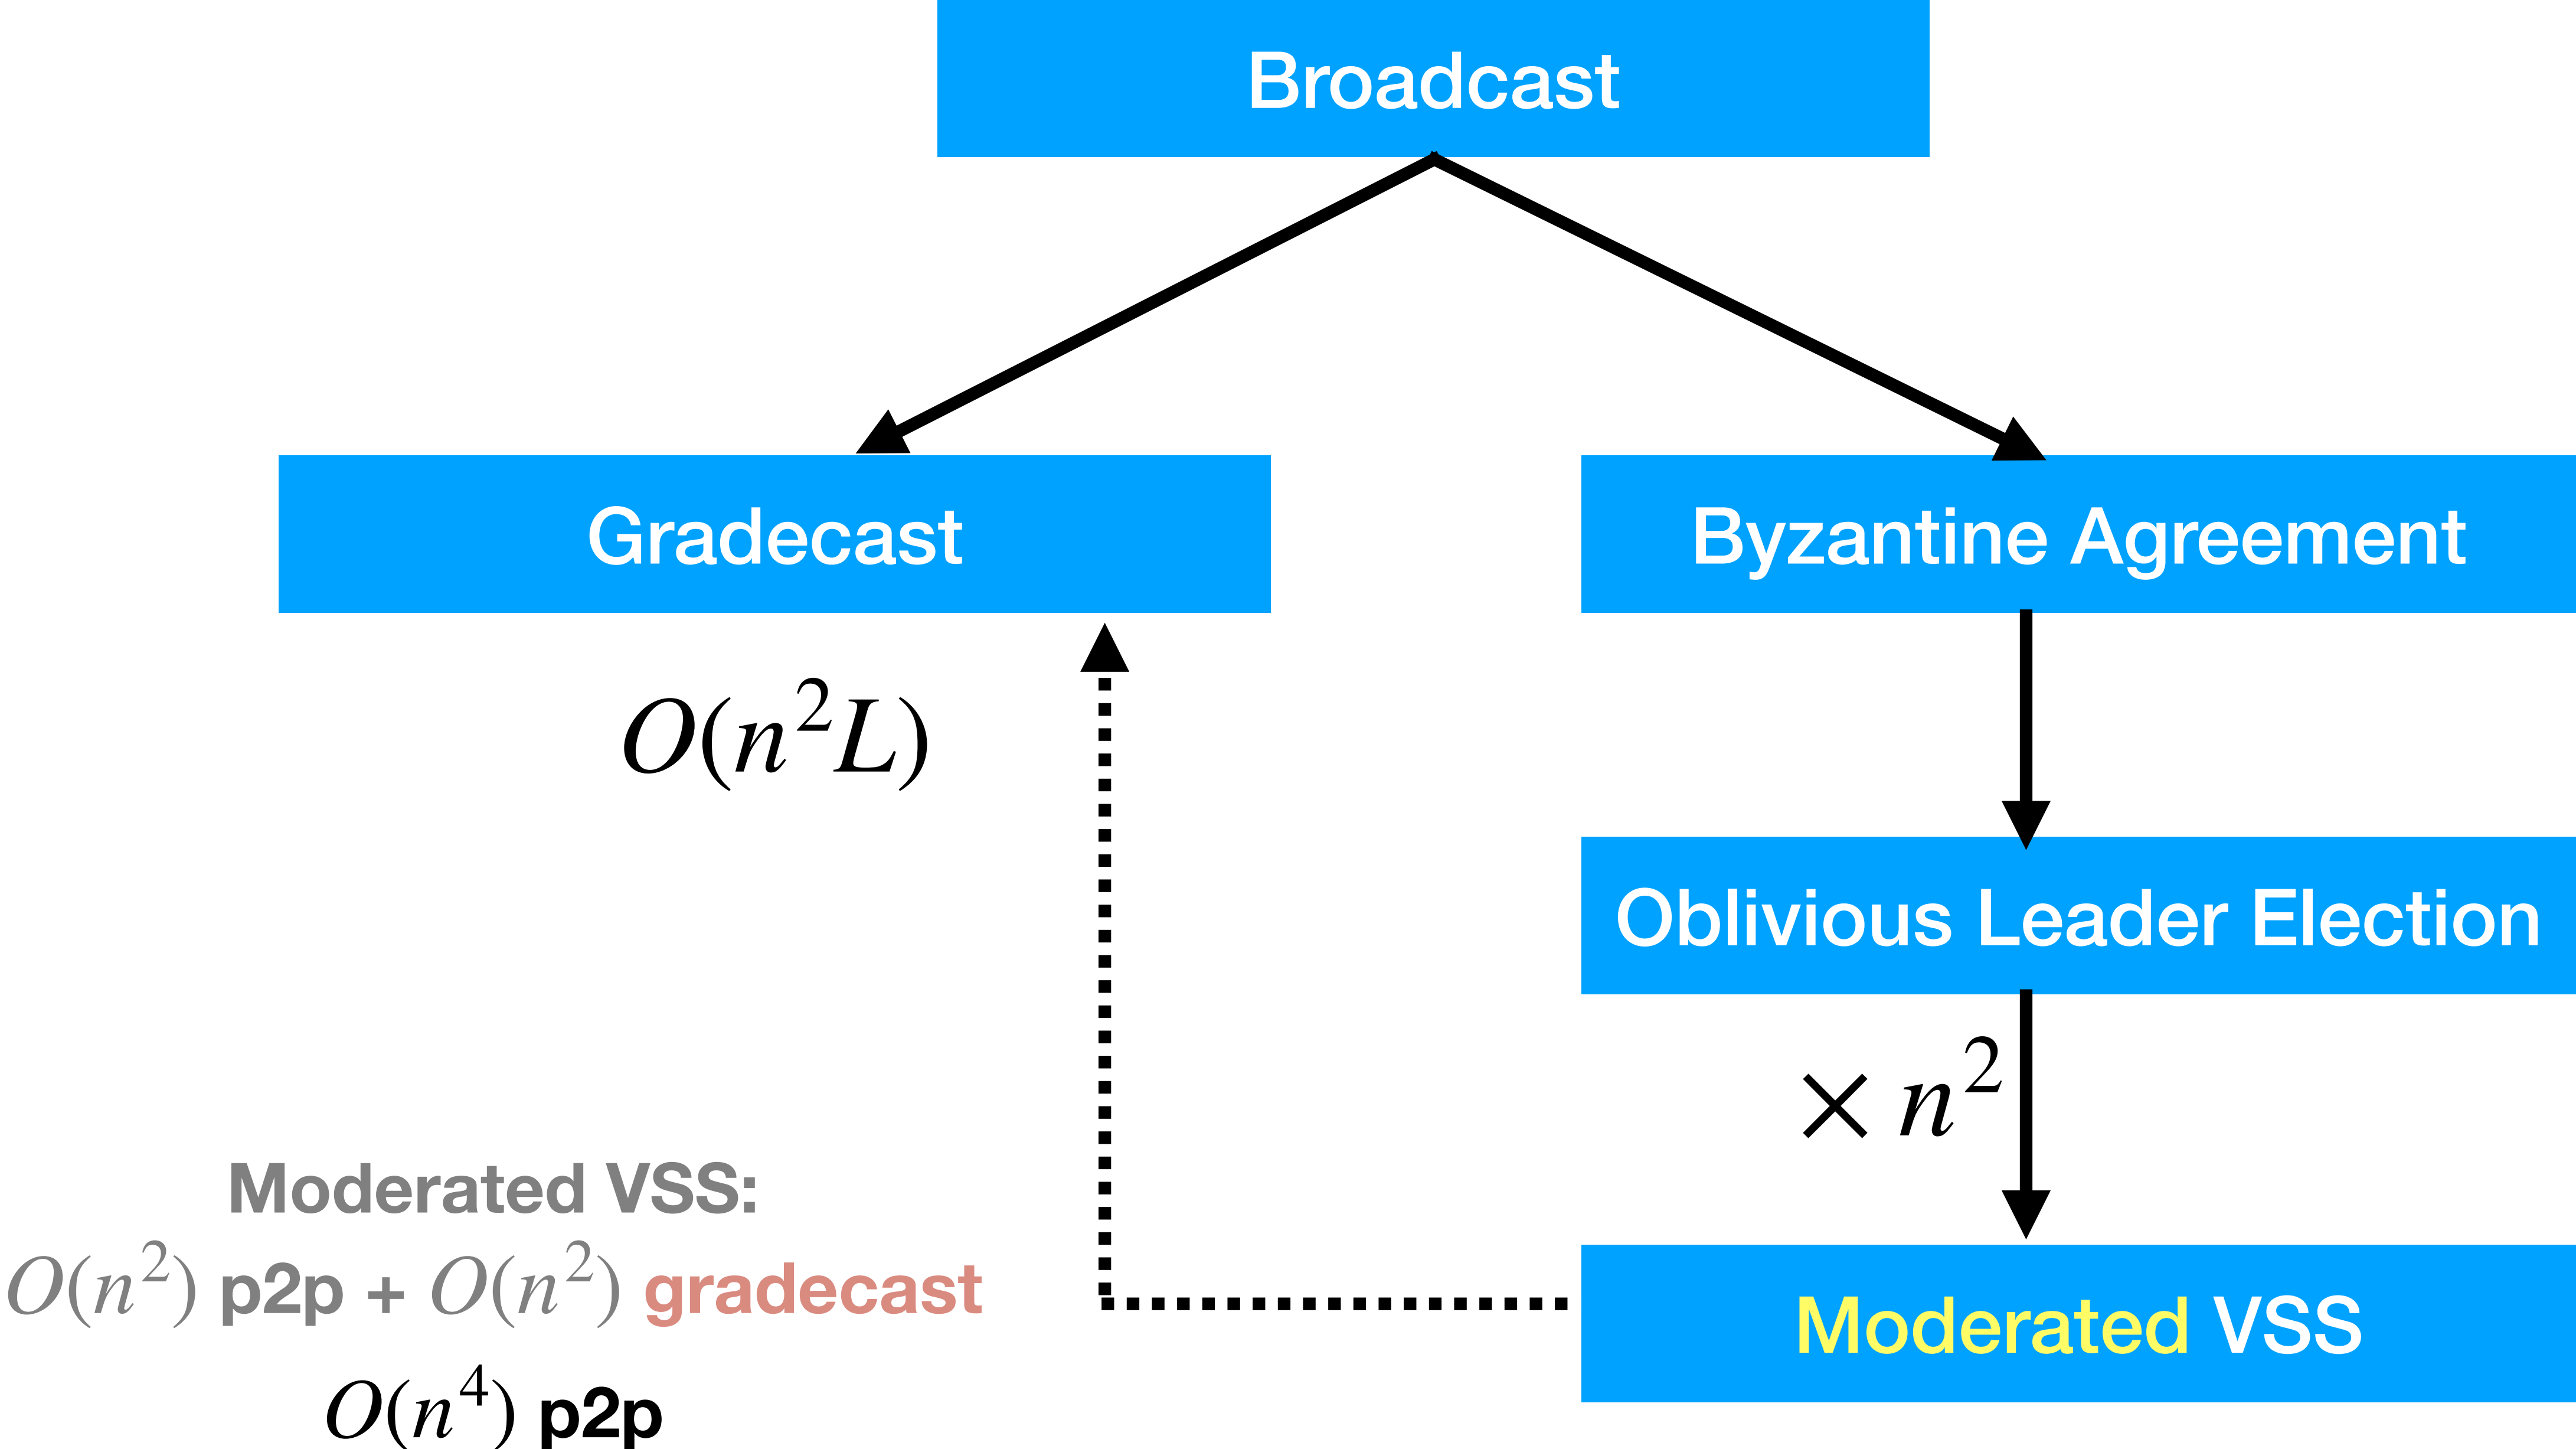 Broadcast
Gradecast
Byzantine Agreement
O(n²L)
Oblivious Leader Election
× n²
Moderated VSS:
O(n²) p2p + O(n²) gradecast
O(n⁴) p2p
Moderated VSS